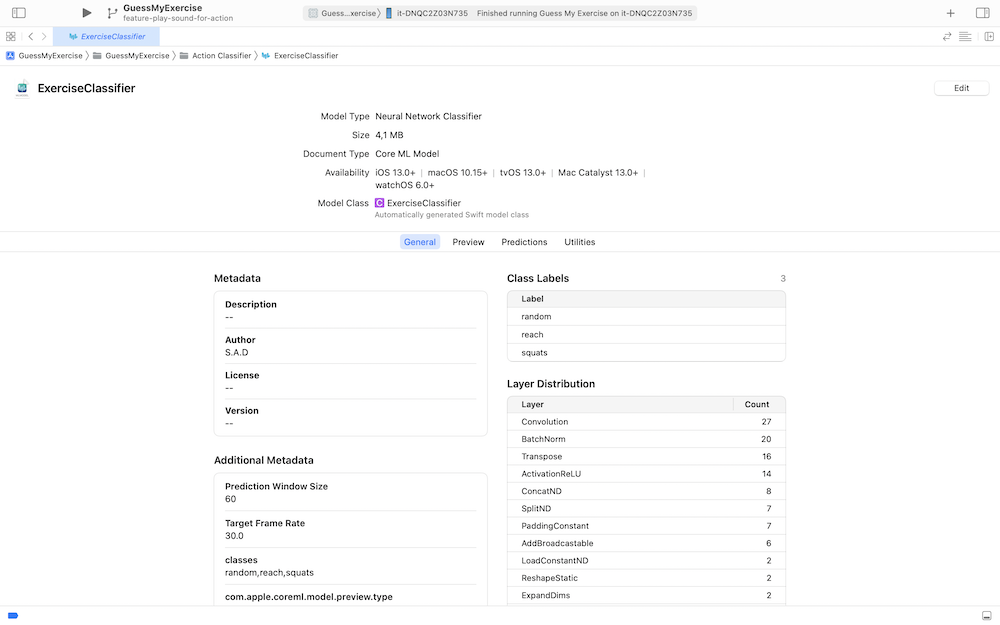 GuessMyExercise
feature-play-sound-for-action
Guess...xercise⟩ it-DNQC2Z03N735 Finished running Guess My Exercise on it-DNQC2Z03N735
ExerciseClassifier
GuessMyExercise ⟩ GuessMyExercise ⟩ Action Classifier ⟩ ExerciseClassifier
ExerciseClassifier
Edit
Model Type Neural Network Classifier
Size 4,1 MB
Document Type Core ML Model
Availability iOS 13.0+ | macOS 10.15+ | tvOS 13.0+ | Mac Catalyst 13.0+ |
watchOS 6.0+
Model Class C ExerciseClassifier
Automatically generated Swift model class
General Preview Predictions Utilities
Metadata
Description
--
Author
S.A.D
License
--
Version
--
Additional Metadata
Prediction Window Size
60
Target Frame Rate
30.0
classes
random,reach,squats
com.apple.coreml.model.preview.type
Class Labels 3
Label
random
reach
squats
Layer Distribution
Layer Count
Convolution 27
BatchNorm 20
Transpose 16
ActivationReLU 14
ConcatND 8
SplitND 7
PaddingConstant 7
AddBroadcastable 6
LoadConstantND 2
ReshapeStatic 2
ExpandDims 2